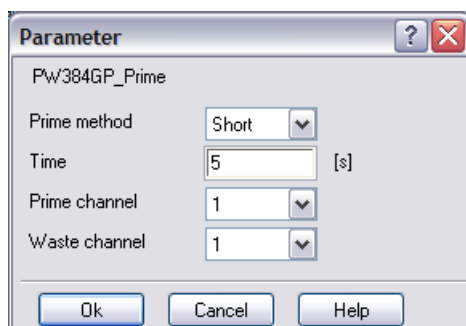 Parameter
PW384GP_Prime
Prime method Short
Time 5 [s]
Prime channel 1
Waste channel 1
Ok Cancel Help